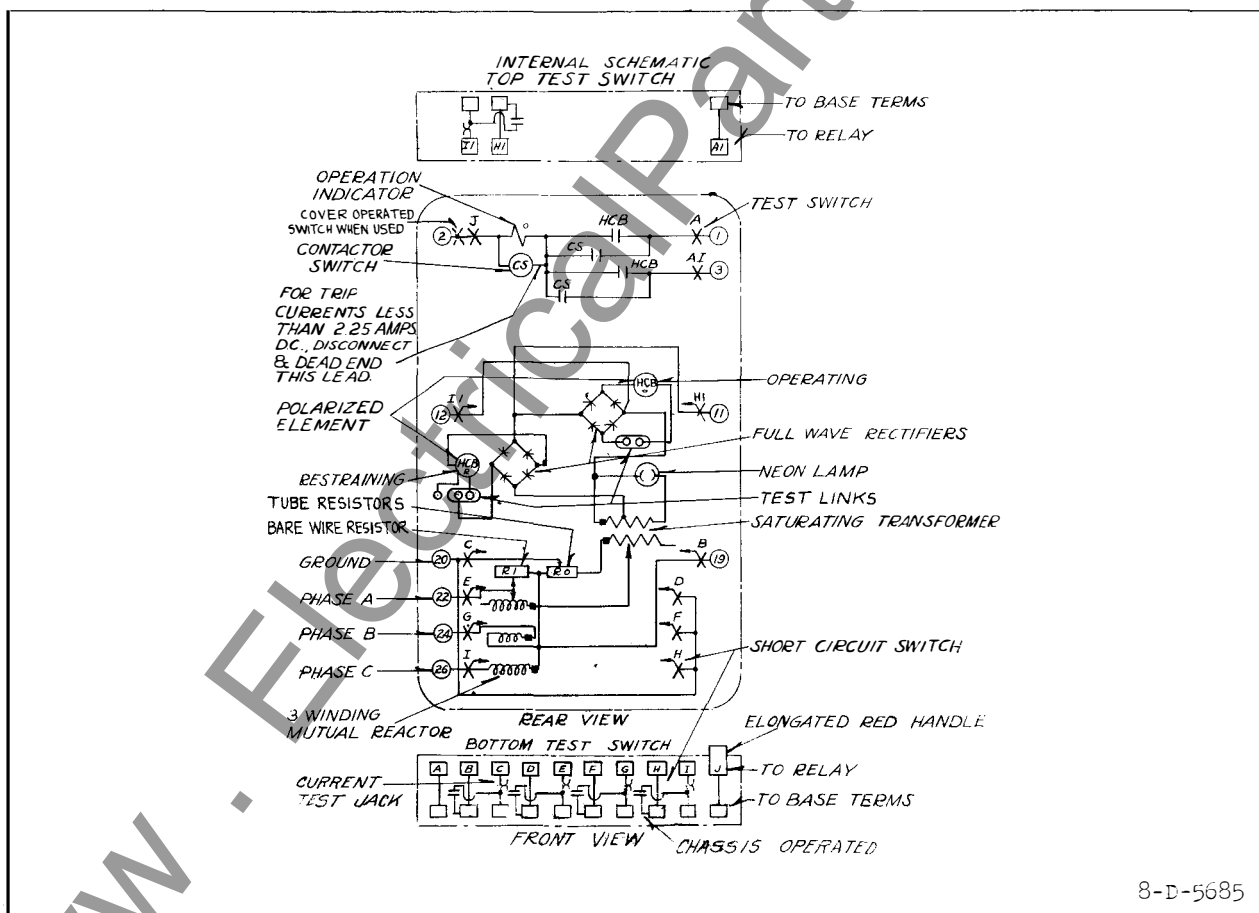 INTERNAL SCHEMATIC
TOP TEST SWITCH
TO BASE TERMS
TO RELAY
I1
H1
A1
OPERATION
INDICATOR
COVER OPERATED
SWITCH WHEN USED
CONTACTOR
SWITCH
TEST SWITCH
2
J
HCB
A
1
CS
CS
HCB
A1
3
CS
FOR TRIP
CURRENTS LESS
THAN 2.25 AMPS
DC., DISCONNECT
& DEAD END
THIS LEAD.
POLARIZED
ELEMENT
I1
12
HCB
O
OPERATING
H1
11
FULL WAVE RECTIFIERS
HCB
R
RESTRAINING
NEON LAMP
TEST LINKS
TUBE RESISTORS
SATURATING TRANSFORMER
BARE WIRE RESISTOR
GROUND
20
C
R1
RO
B
19
PHASE A
22
E
D
PHASE B
24
G
F
PHASE C
26
I
H
SHORT CIRCUIT SWITCH
3 WINDING
MUTUAL REACTOR
REAR VIEW
ELONGATED RED HANDLE
BOTTOM TEST SWITCH
A B C D E F G H I J
TO RELAY
CURRENT
TEST JACK
TO BASE TERMS
FRONT VIEW
CHASSIS OPERATED
8-D-5685
www.ElectricalPart